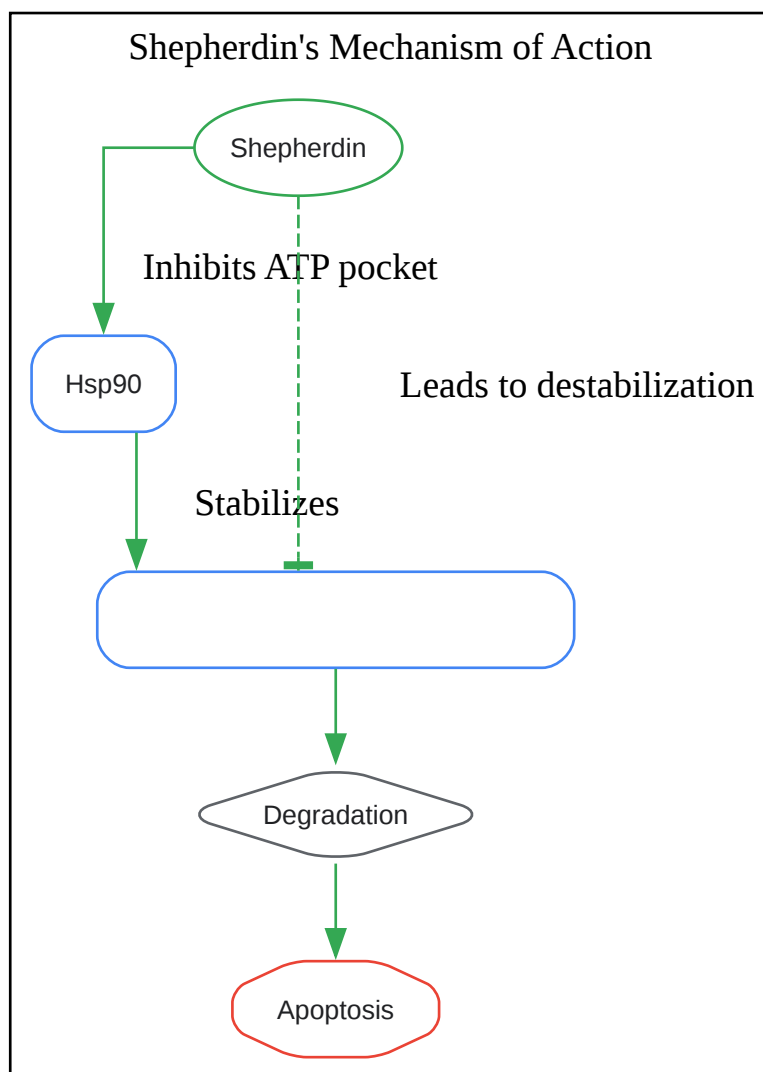 Shepherdin's Mechanism of Action
Shepherdin
Inhibits ATP pocket
Hsp90
Leads to destabilization
Stabilizes
Degradation
Apoptosis